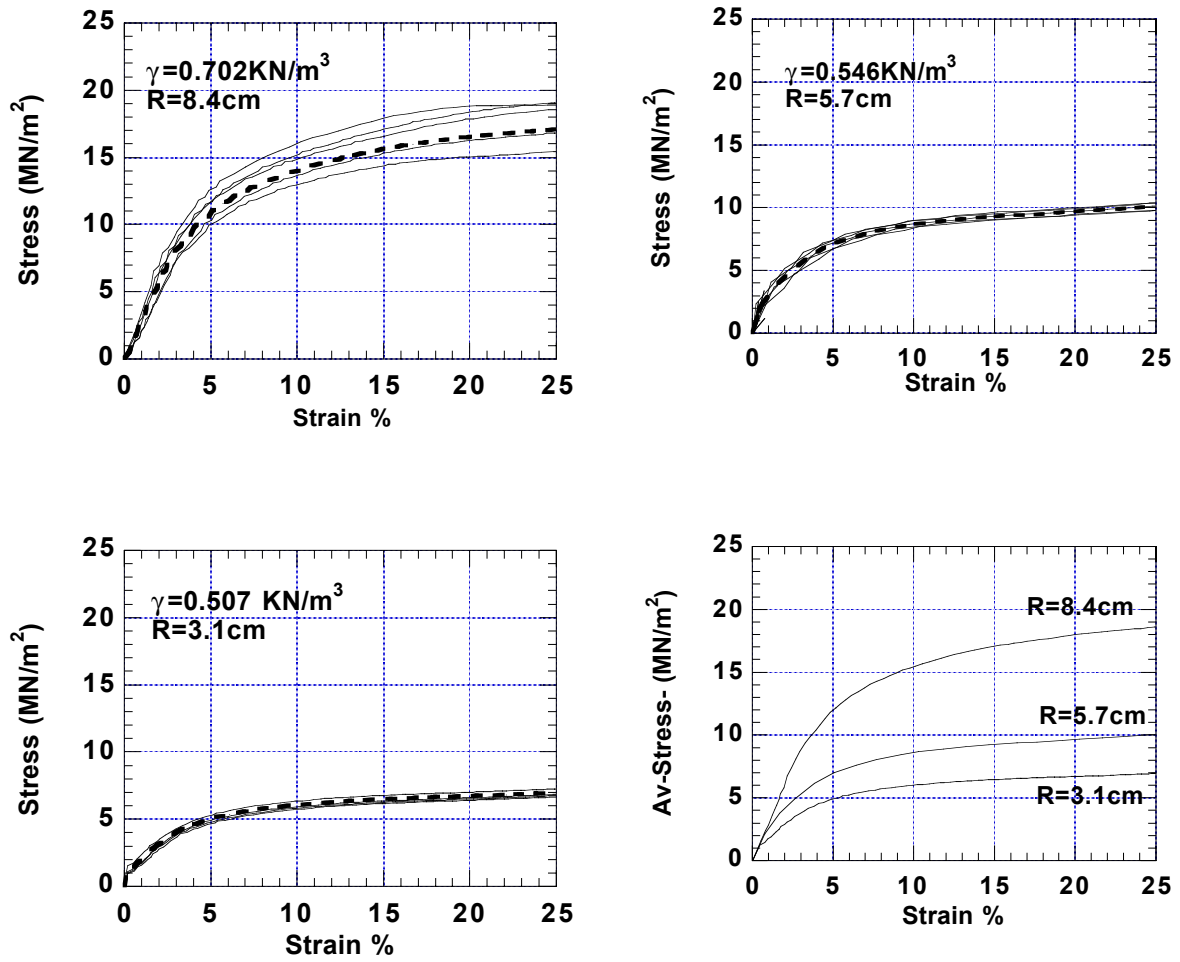 25
20
15
10
5
0
Stress (MN/m²)
γ=0.702KN/m³
R=8.4cm
0 5 10 15 20 25
Strain %
25
20
15
10
5
0
Stress (MN/m²)
γ=0.546KN/m³
R=5.7cm
0 5 10 15 20 25
Strain %
25
20
15
10
5
0
Stress (MN/m²)
γ=0.507 KN/m³
R=3.1cm
0 5 10 15 20 25
Strain %
25
20
15
10
5
0
Av-Stress- (MN/m²)
R=8.4cm
R=5.7cm
R=3.1cm
0 5 10 15 20 25
Strain %